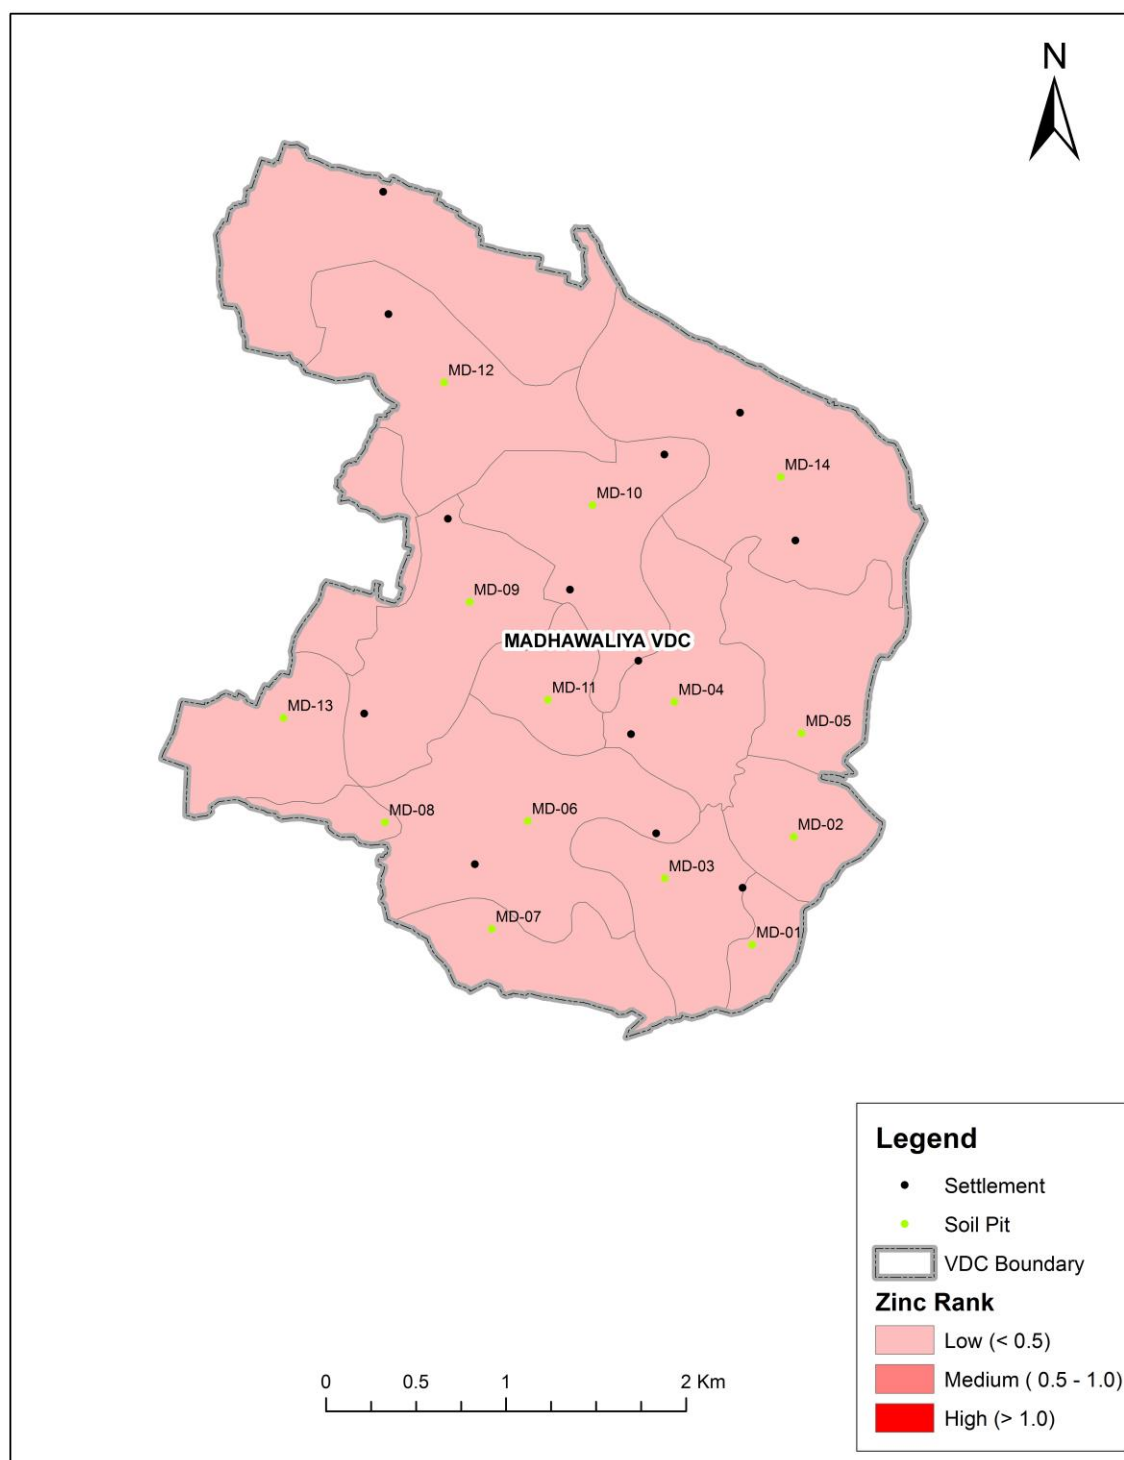 N
MD-12
MD-14
MD-10
MD-09
MADHAWALIYA VDC
MD-11
MD-04
MD-13
MD-05
MD-08
MD-06
MD-02
MD-03
MD-07
MD-01
Legend
Settlement
Soil Pit
VDC Boundary
Zinc Rank
Low (< 0.5)
Medium ( 0.5 - 1.0)
High (> 1.0)
0 0.5 1 2 Km